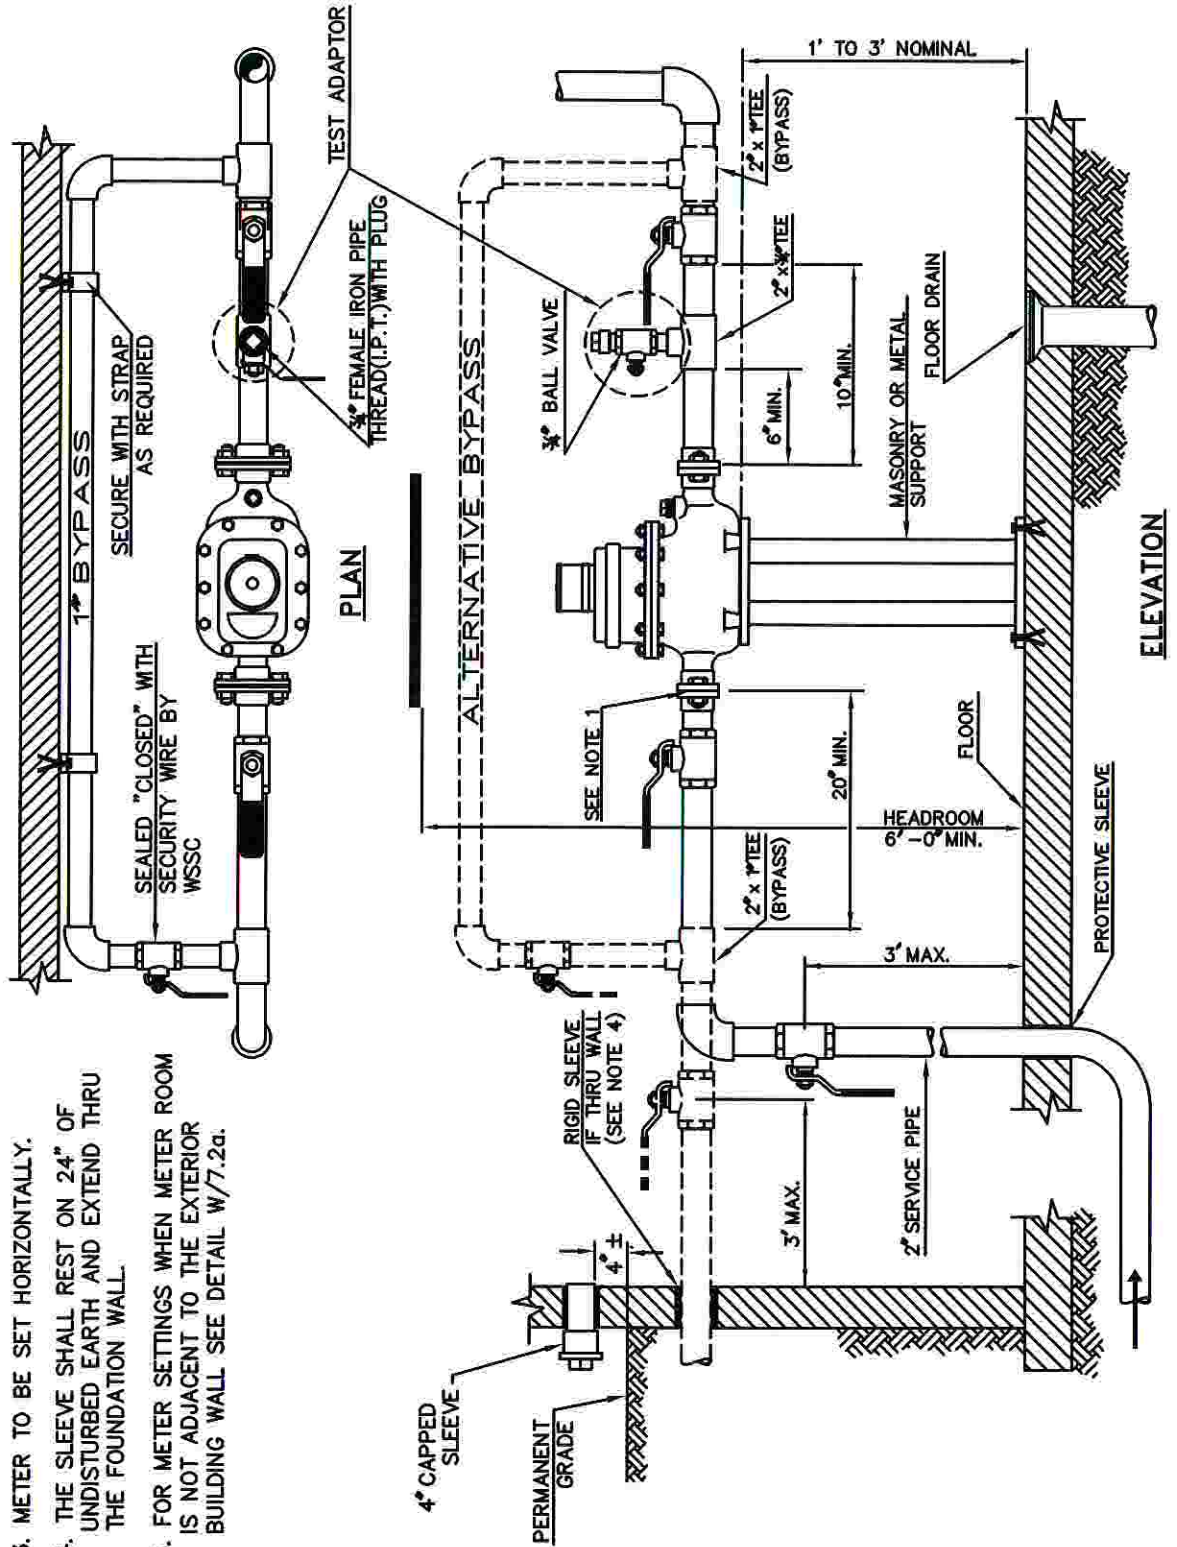 3. METER TO BE SET HORIZONTALLY.
4. THE SLEEVE SHALL REST ON 24" OF
UNDISTURBED EARTH AND EXTEND THRU
THE FOUNDATION WALL.
. FOR METER SETTINGS WHEN METER ROOM
IS NOT ADJACENT TO THE EXTERIOR
BUILDING WALL SEE DETAIL W/7.2a.
1" BYPASS
SECURE WITH STRAP
AS REQUIRED
SEALED "CLOSED" WITH
SECURITY WIRE BY
WSSC
TEST ADAPTOR
¾" FEMALE IRON PIPE
THREAD(I.P.T.)WITH PLUG
PLAN
ALTERNATIVE BYPASS
¾" BALL VALVE
1' TO 3' NOMINAL
2" x 1" TEE
(BYPASS)
2" x ¾" TEE
6" MIN.
10" MIN.
FLOOR DRAIN
MASONRY OR METAL
SUPPORT
SEE NOTE 1
20" MIN.
HEADROOM
6'-0" MIN.
FLOOR
2" x 1" TEE
(BYPASS)
3' MAX.
PROTECTIVE SLEEVE
RIGID SLEEVE
IF THRU WALL
(SEE NOTE 4)
3' MAX.
2" SERVICE PIPE
4" ±
4" CAPPED
SLEEVE
PERMANENT
GRADE
ELEVATION